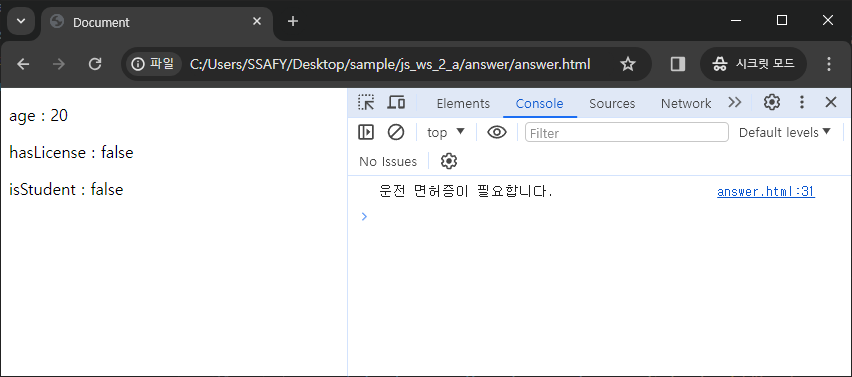 Document
파일 C:/Users/SSAFY/Desktop/sample/js_ws_2_a/answer/answer.html 시크릿 모드
age : 20
hasLicense : false
isStudent : false
Elements Console Sources Network
top Filter Default levels
No Issues
운전 면허증이 필요합니다. answer.html:31